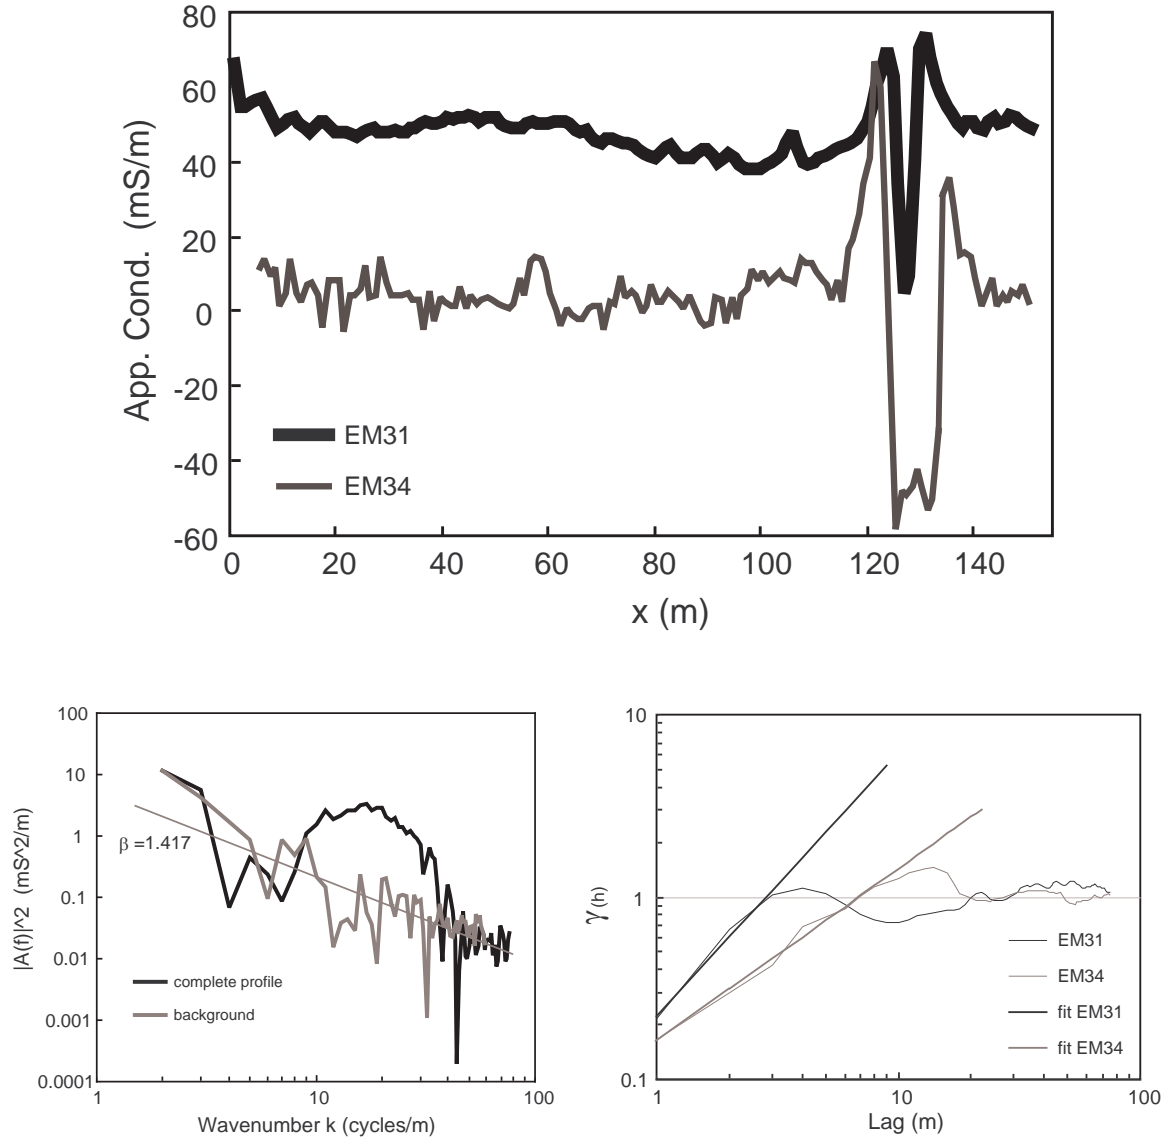 80
60
40
20
0
-20
-40
-60
App. Cond. (mS/m)
EM31
EM34
0 20 40 60 80 100 120 140
x (m)
100
10
1
0.1
0.01
0.001
0.0001
|A(f)|^2 (mS^2/m)
β =1.417
complete profile
background
1 10 100
Wavenumber k (cycles/m)
10
1
0.1
γ(h)
EM31
EM34
fit EM31
fit EM34
1 10 100
Lag (m)